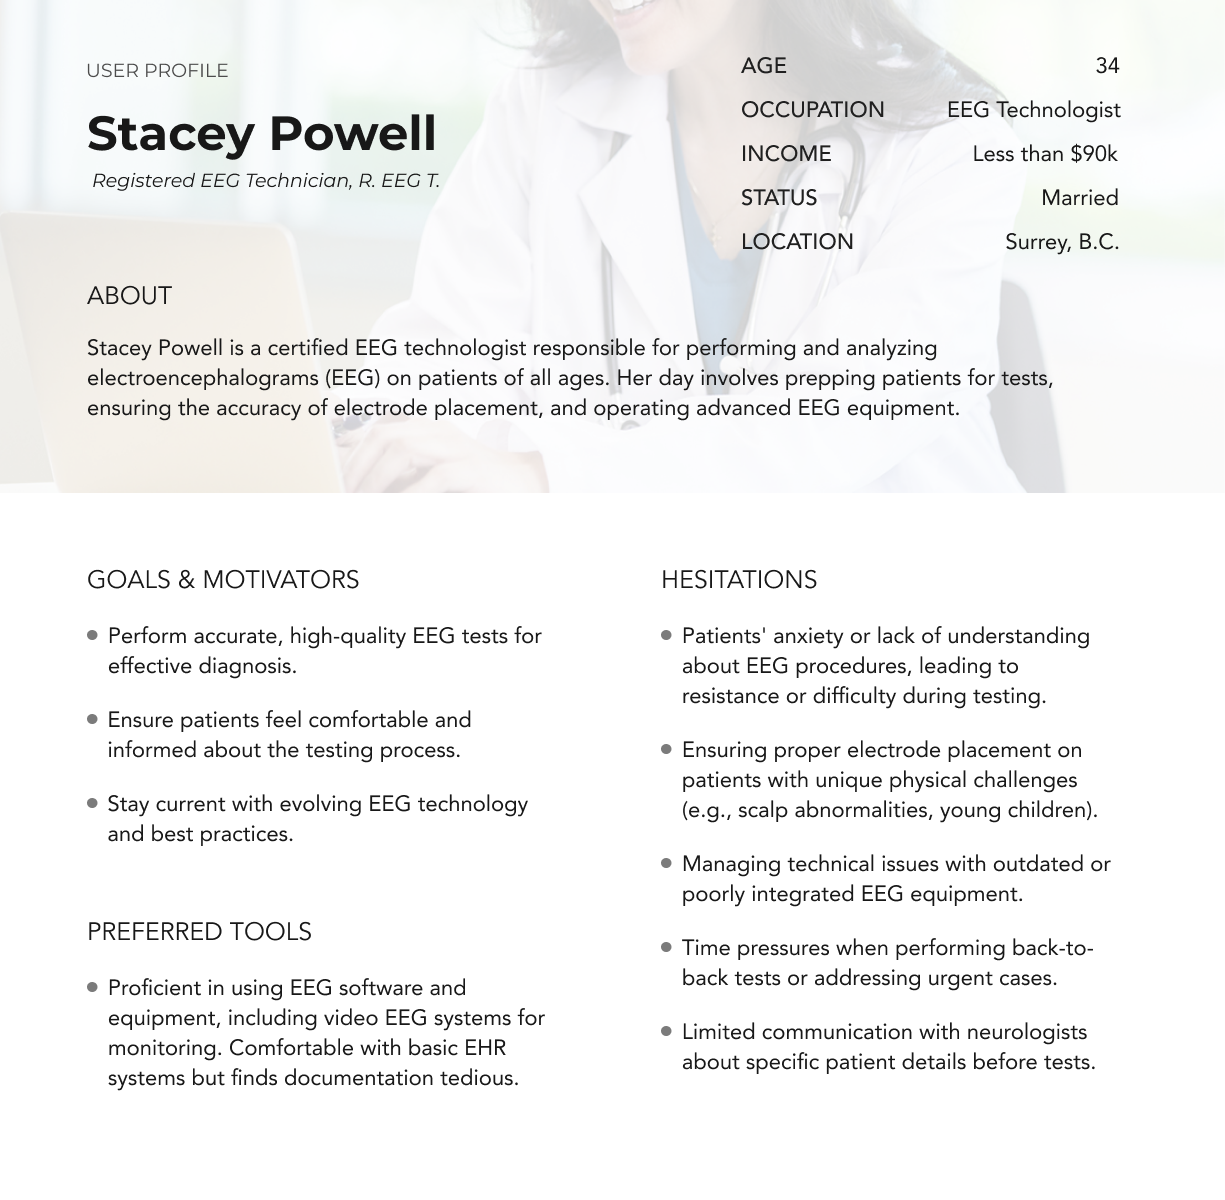 USER PROFILE
Stacey Powell
Registered EEG Technician, R. EEG T.
AGE 34
OCCUPATION EEG Technologist
INCOME Less than $90k
STATUS Married
LOCATION Surrey, B.C.
ABOUT
Stacey Powell is a certified EEG technologist responsible for performing and analyzing
electroencephalograms (EEG) on patients of all ages. Her day involves prepping patients for tests,
ensuring the accuracy of electrode placement, and operating advanced EEG equipment.
GOALS & MOTIVATORS
Perform accurate, high-quality EEG tests for
effective diagnosis.
Ensure patients feel comfortable and
informed about the testing process.
Stay current with evolving EEG technology
and best practices.
PREFERRED TOOLS
Proficient in using EEG software and
equipment, including video EEG systems for
monitoring. Comfortable with basic EHR
systems but finds documentation tedious.
HESITATIONS
Patients' anxiety or lack of understanding
about EEG procedures, leading to
resistance or difficulty during testing.
Ensuring proper electrode placement on
patients with unique physical challenges
(e.g., scalp abnormalities, young children).
Managing technical issues with outdated or
poorly integrated EEG equipment.
Time pressures when performing back-to-
back tests or addressing urgent cases.
Limited communication with neurologists
about specific patient details before tests.